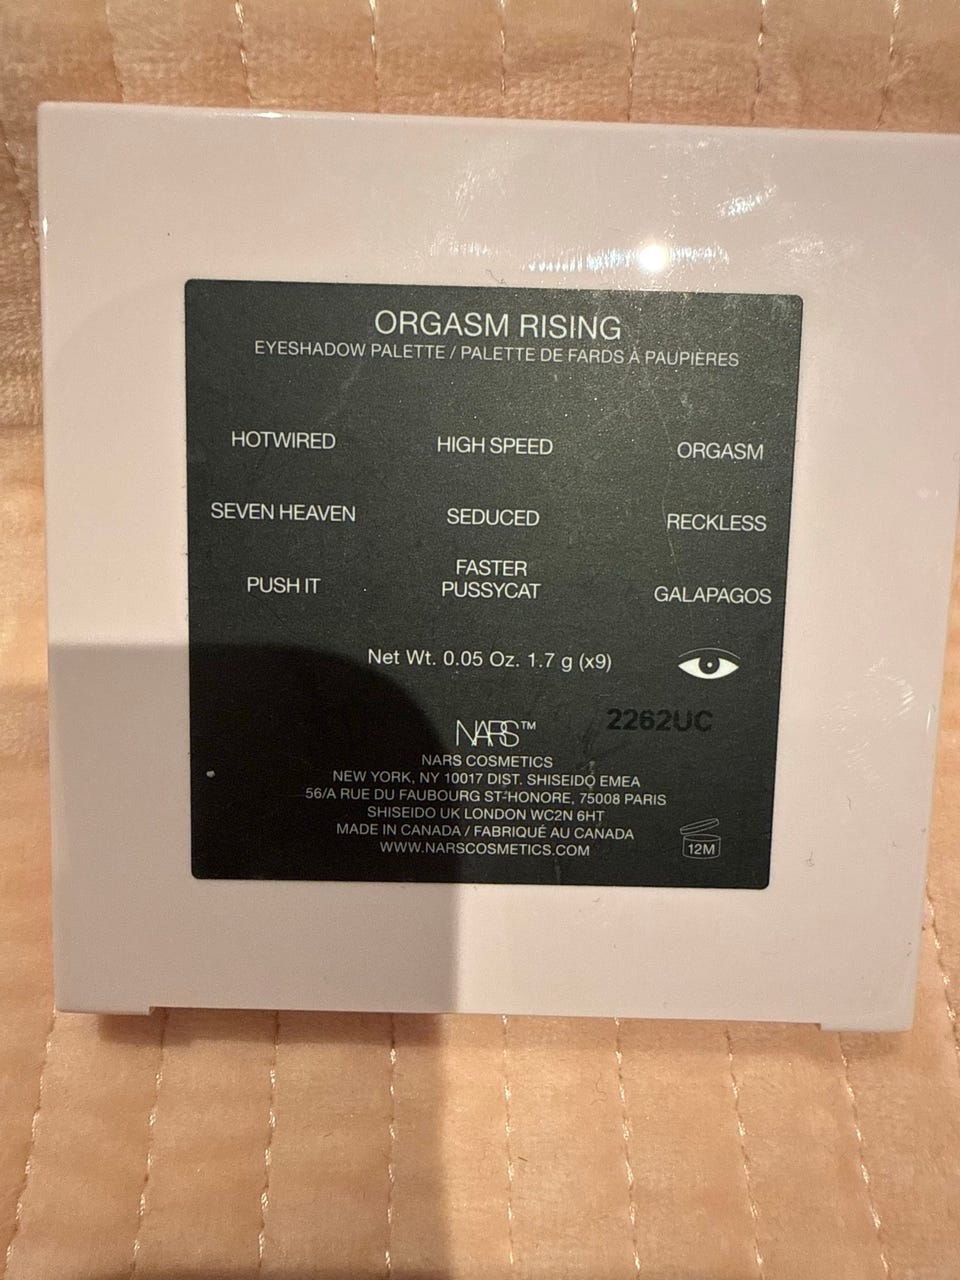 ORGASM RISING
EYESHADOW PALETTE / PALETTE DE FARDS À PAUPIÈRES
HOTWIRED HIGH SPEED ORGASM
SEVEN HEAVEN SEDUCED RECKLESS
PUSH IT FASTER PUSSYCAT GALAPAGOS
Net Wt. 0.05 Oz. 1.7 g (x9)
2262UC
NARS™
NARS COSMETICS
NEW YORK, NY 10017 DIST. SHISEIDO EMEA
56/A RUE DU FAUBOURG ST-HONORE, 75008 PARIS
SHISEIDO UK LONDON WC2N 6HT
MADE IN CANADA / FABRIQUÉ AU CANADA
WWW.NARSCOSMETICS.COM
12M